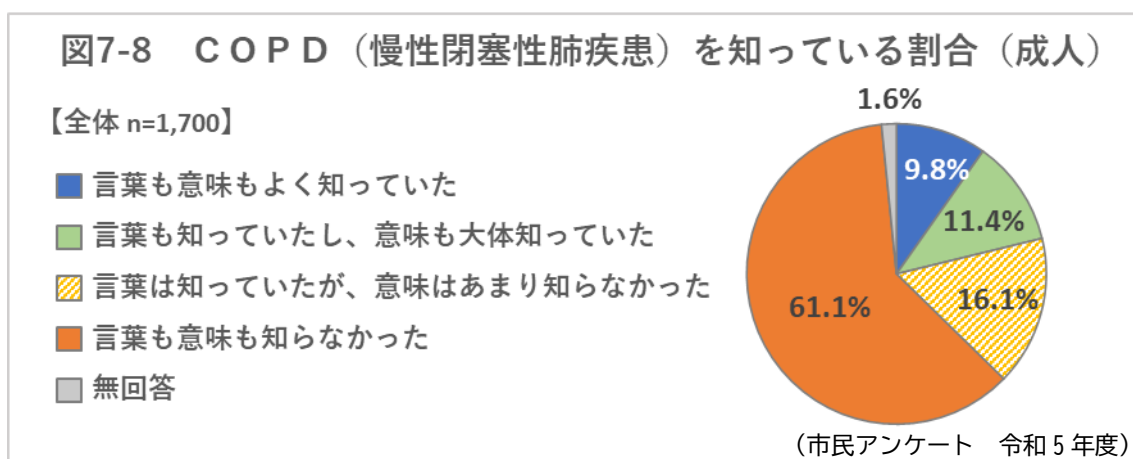 図7-8　ＣＯＰＤ（慢性閉塞性肺疾患）を知っている割合（成人）
【全体 n=1,700】
言葉も意味もよく知っていた
言葉も知っていたし、意味も大体知っていた
言葉は知っていたが、意味はあまり知らなかった
言葉も意味も知らなかった
無回答
1.6%
9.8%
11.4%
16.1%
61.1%
（市民アンケート　令和５年度）